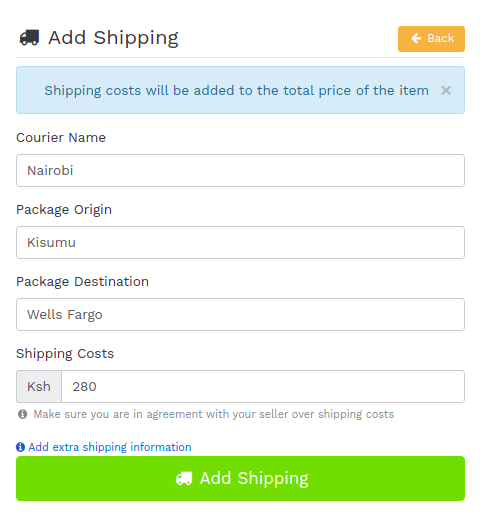 Add Shipping
Back
Shipping costs will be added to the total price of the item ×
Courier Name
Nairobi
Package Origin
Kisumu
Package Destination
Wells Fargo
Shipping Costs
Ksh 280
Make sure you are in agreement with your seller over shipping costs
Add extra shipping information
Add Shipping